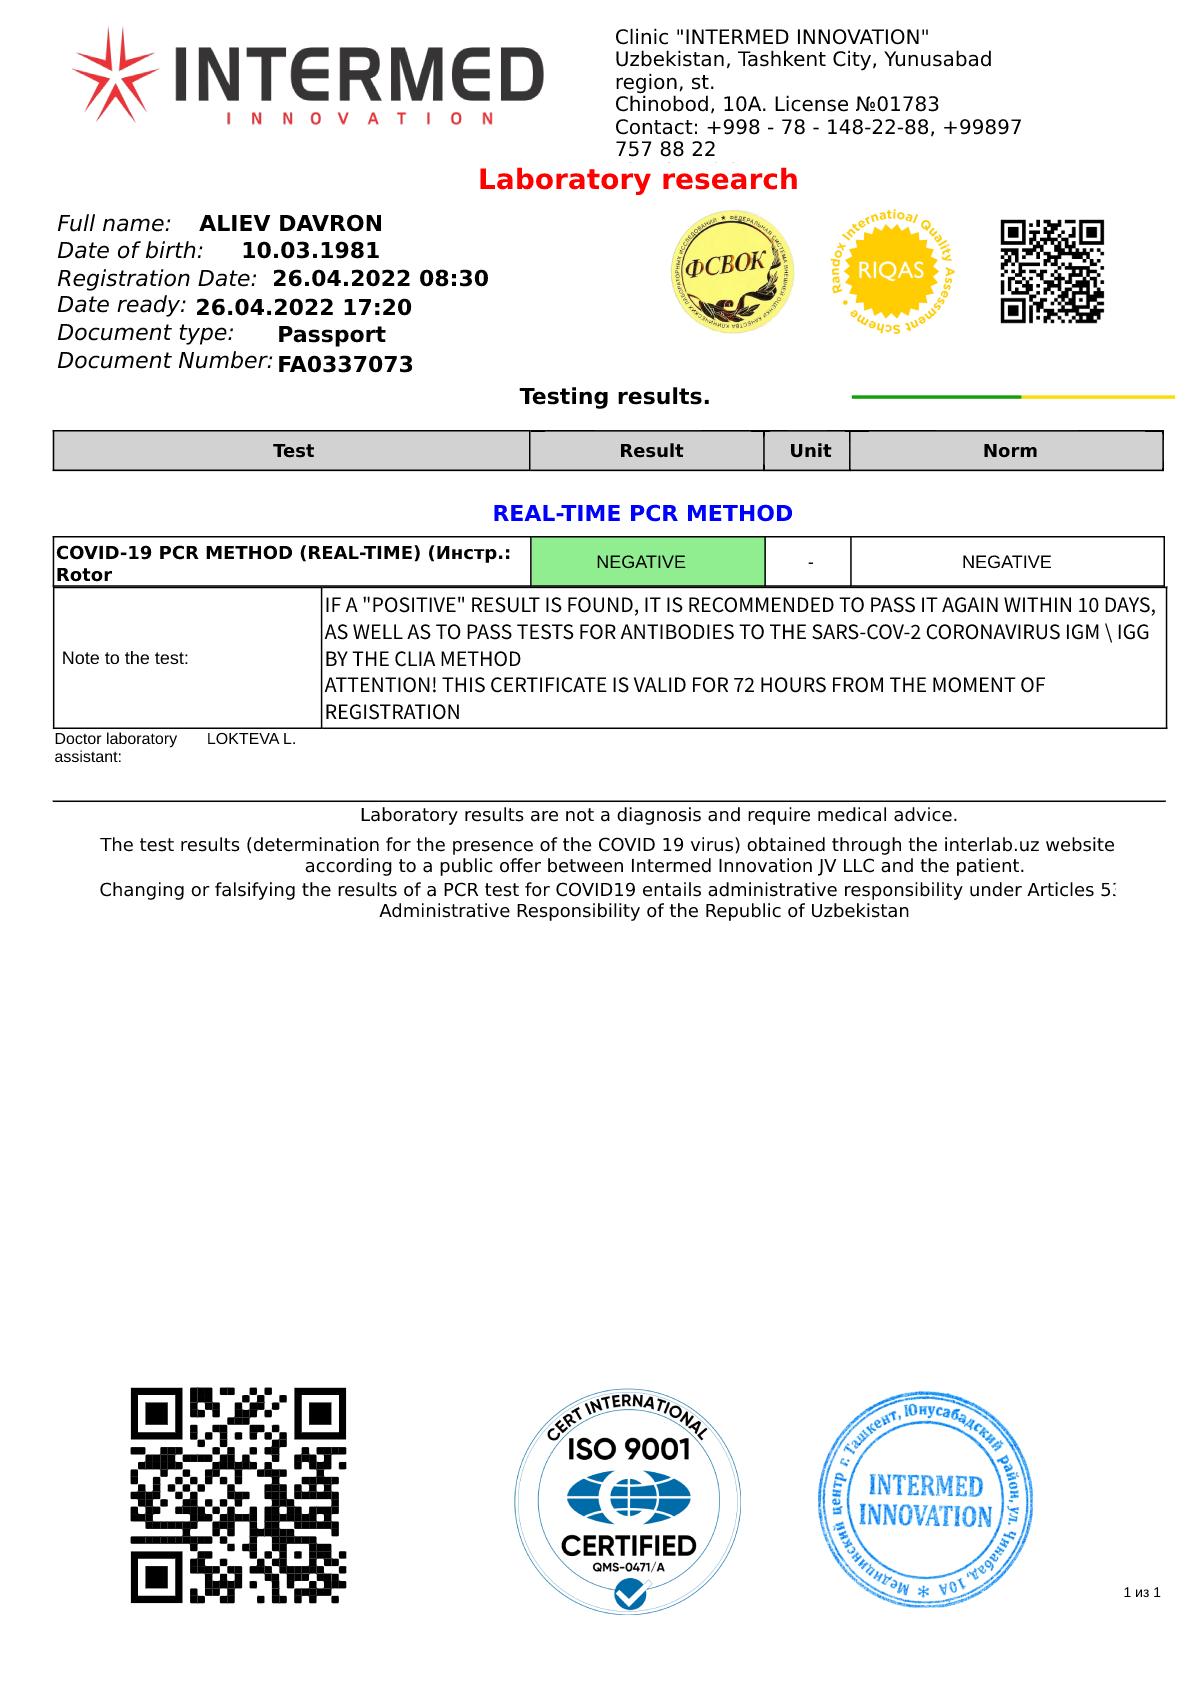 INTERMED
INNOVATION
Clinic "INTERMED INNOVATION"
Uzbekistan, Tashkent City, Yunusabad
region, st.
Chinobod, 10A. License №01783
Contact: +998 - 78 - 148-22-88, +99897
757 88 22
Laboratory research
Full name: ALIEV DAVRON
Date of birth: 10.03.1981
Registration Date: 26.04.2022 08:30
Date ready: 26.04.2022 17:20
Document type: Passport
Document Number: FA0337073
ФСВОК
Randox International Quality Assessment Scheme
RIQAS
Testing results.
Test Result Unit Norm
REAL-TIME PCR METHOD
COVID-19 PCR METHOD (REAL-TIME) (Инстр.:
Rotor
NEGATIVE - NEGATIVE
Note to the test:
IF A "POSITIVE" RESULT IS FOUND, IT IS RECOMMENDED TO PASS IT AGAIN WITHIN 10 DAYS,
AS WELL AS TO PASS TESTS FOR ANTIBODIES TO THE SARS-COV-2 CORONAVIRUS IGM \ IGG
BY THE CLIA METHOD
ATTENTION! THIS CERTIFICATE IS VALID FOR 72 HOURS FROM THE MOMENT OF
REGISTRATION
Doctor laboratory LOKTEVA L.
assistant:
Laboratory results are not a diagnosis and require medical advice.
The test results (determination for the presence of the COVID 19 virus) obtained through the interlab.uz website
according to a public offer between Intermed Innovation JV LLC and the patient.
Changing or falsifying the results of a PCR test for COVID19 entails administrative responsibility under Articles
Administrative Responsibility of the Republic of Uzbekistan
CERT INTERNATIONAL
ISO 9001
CERTIFIED
QMS-0471/A
Медицинский центр г. Ташкент, Юнусабадский район, ул. Чинабад, 10А
INTERMED
INNOVATION
1 из 1